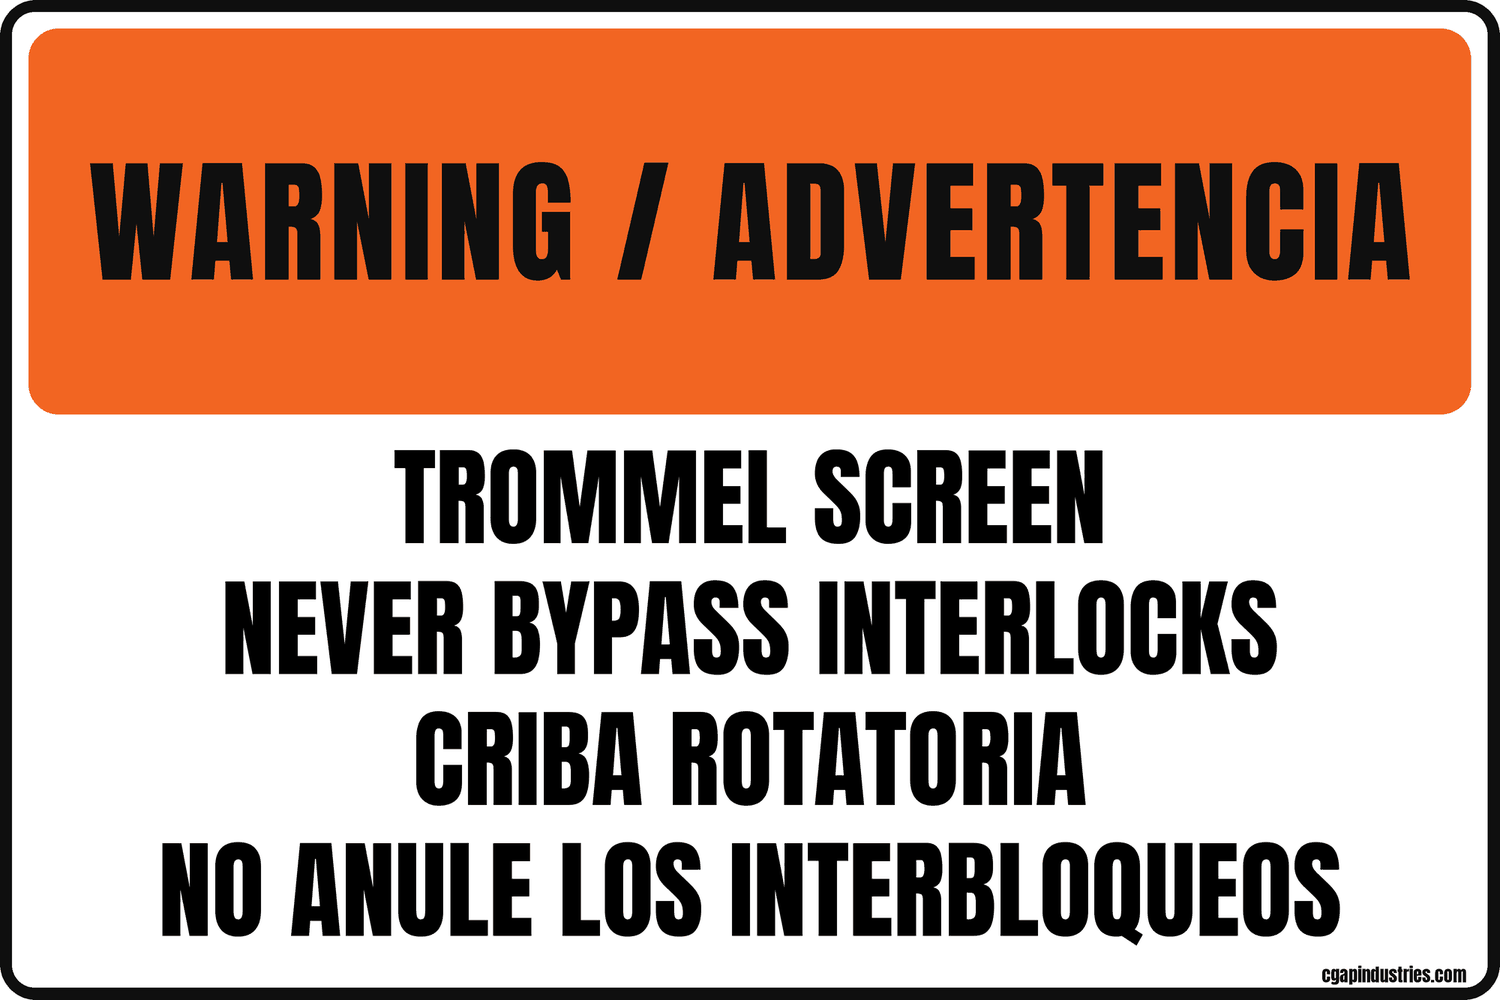 WARNING / ADVERTENCIA
TROMMEL SCREEN
NEVER BYPASS INTERLOCKS
CRIBA ROTATORIA
NO ANULE LOS INTERBLOQUEOS
cgapindustries.com